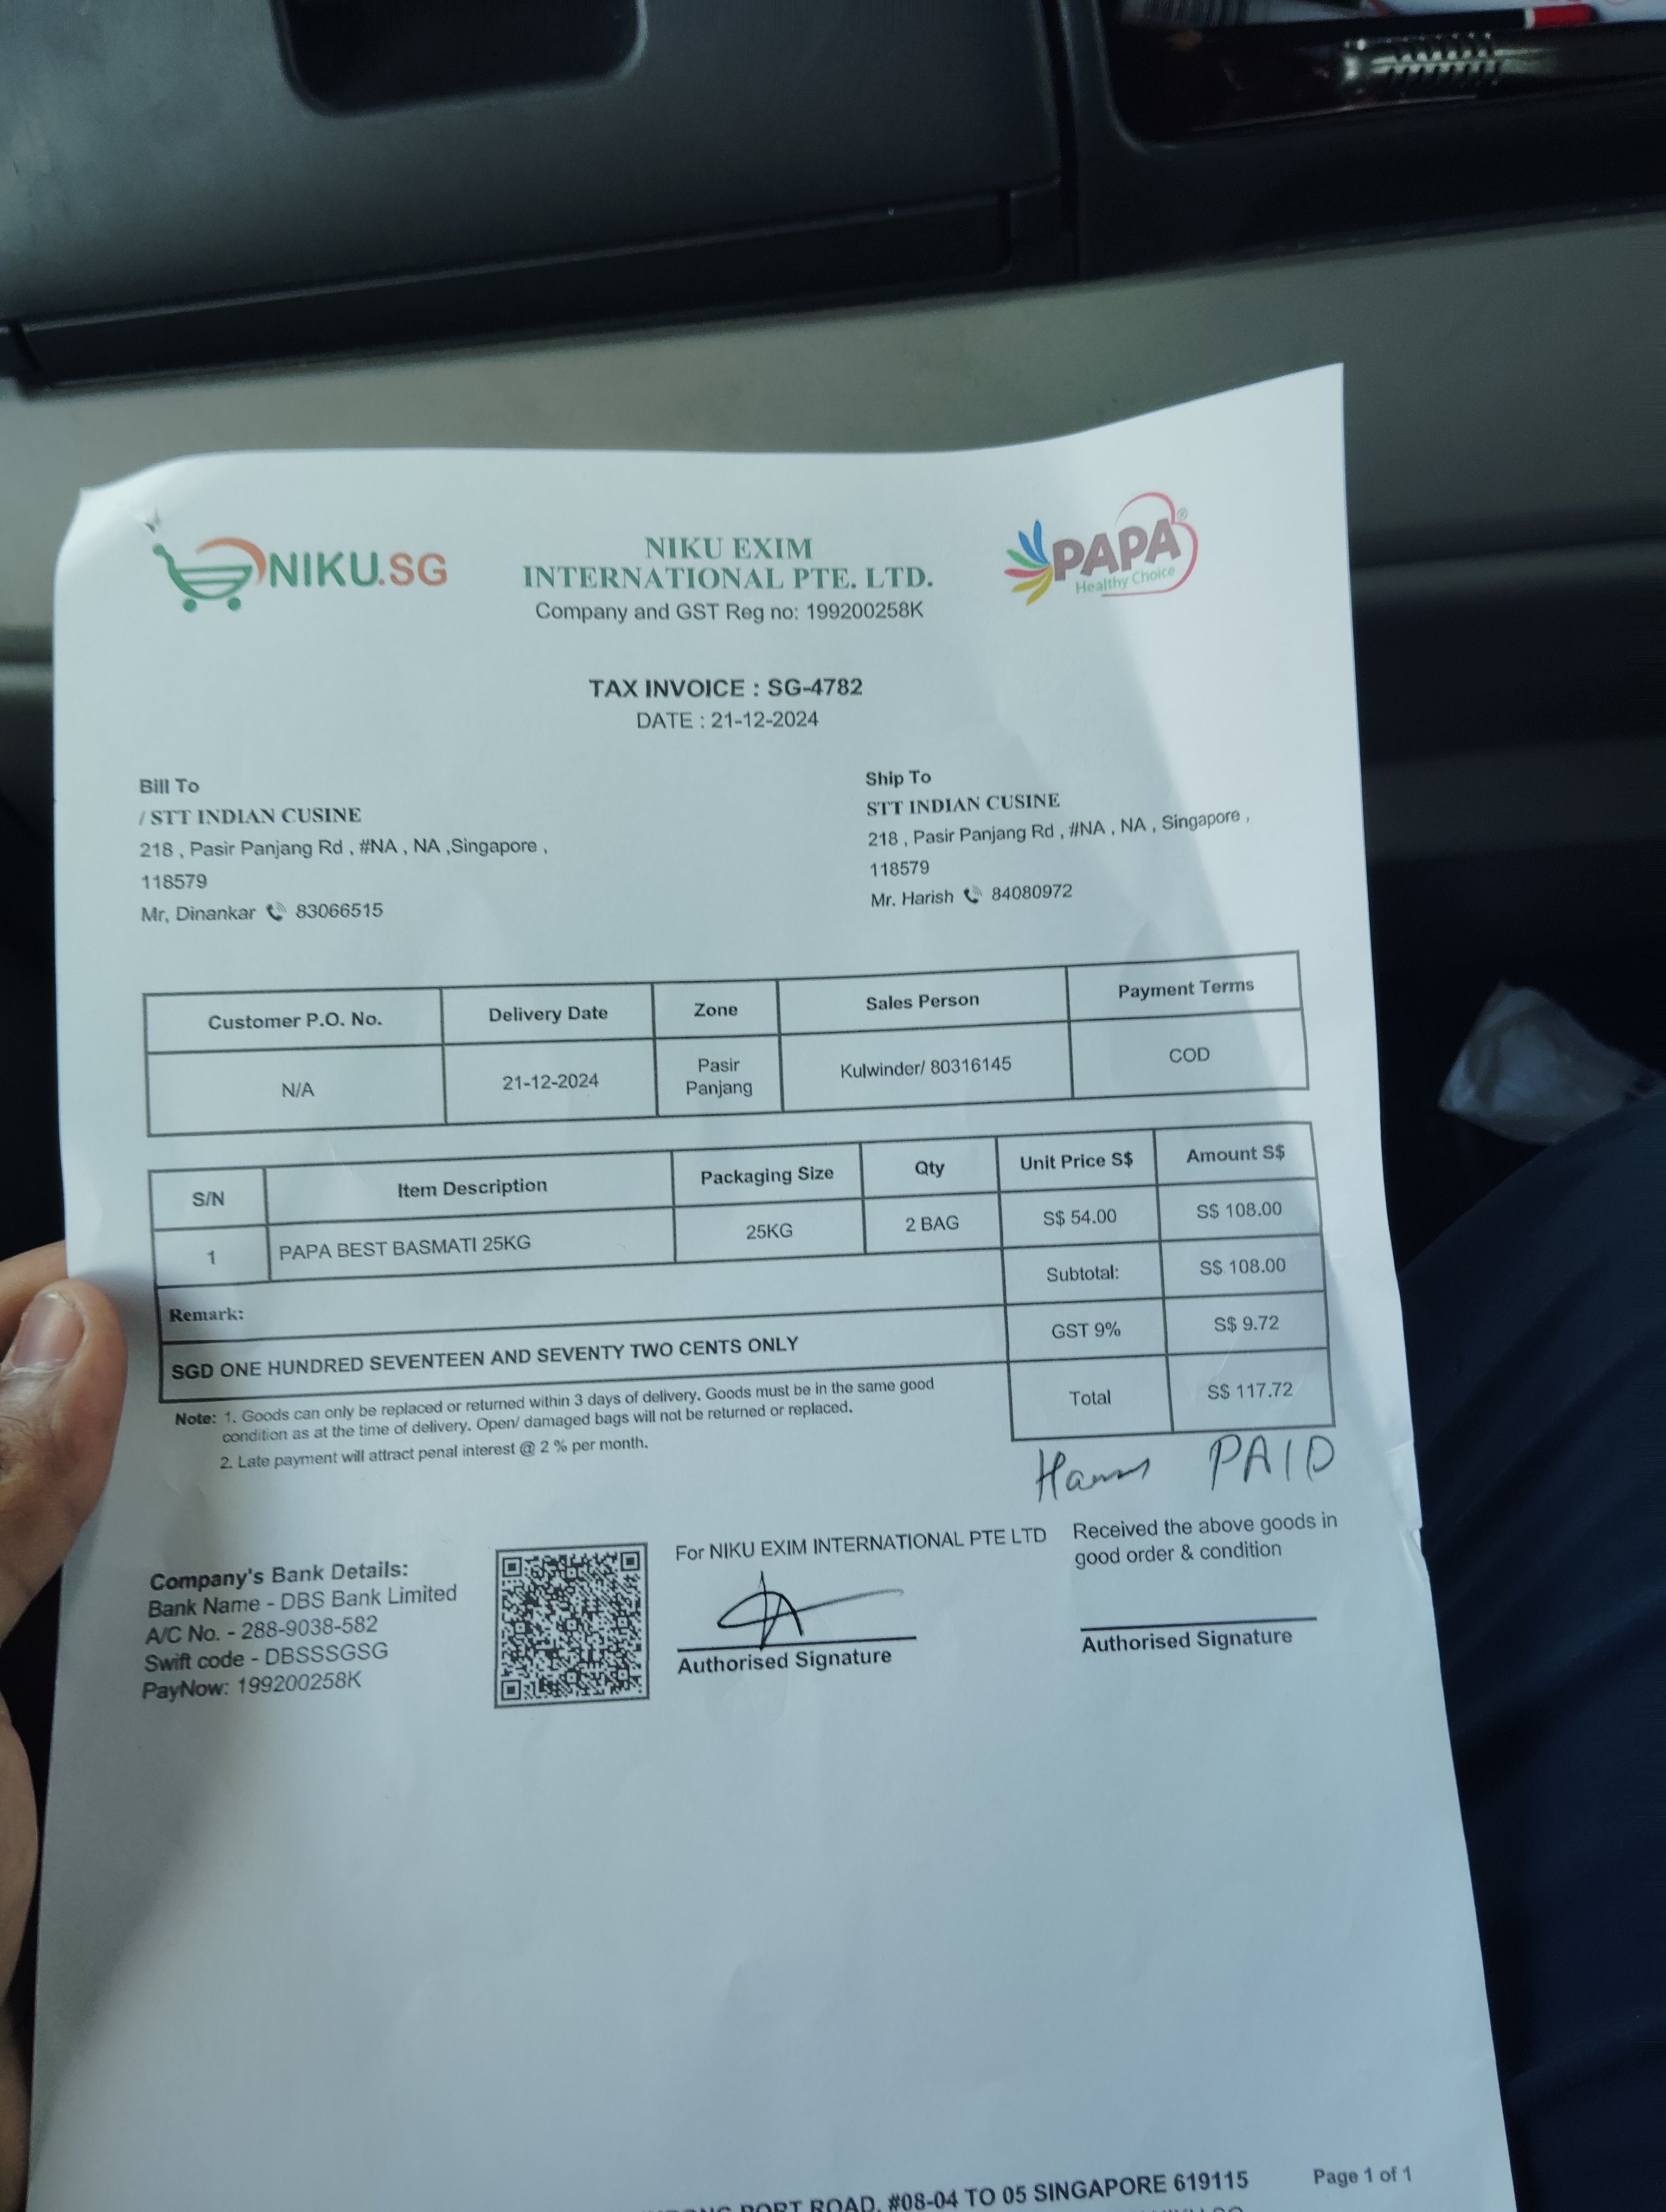 NIKU.SG
NIKU EXIM
INTERNATIONAL PTE. LTD.
Company and GST Reg no: 199200258K
PAPA®
Healthy Choice
TAX INVOICE : SG-4782
DATE : 21-12-2024
Bill To
/ STT INDIAN CUSINE
218 , Pasir Panjang Rd , #NA , NA ,Singapore ,
118579
Mr, Dinankar 83066515
Ship To
STT INDIAN CUSINE
218 , Pasir Panjang Rd , #NA , NA , Singapore ,
118579
Mr. Harish 84080972
Customer P.O. No. Delivery Date Zone Sales Person Payment Terms
N/A 21-12-2024 Pasir Panjang Kulwinder/ 80316145 COD
S/N Item Description Packaging Size Qty Unit Price S$ Amount S$
1 PAPA BEST BASMATI 25KG 25KG 2 BAG S$ 54.00 S$ 108.00
Subtotal: S$ 108.00
Remark:
GST 9% S$ 9.72
SGD ONE HUNDRED SEVENTEEN AND SEVENTY TWO CENTS ONLY
Total S$ 117.72
Note: 1. Goods can only be replaced or returned within 3 days of delivery. Goods must be in the same good
condition as at the time of delivery. Open/ damaged bags will not be returned or replaced.
2. Late payment will attract penal interest @ 2 % per month.
PAID
Company's Bank Details:
Bank Name - DBS Bank Limited
A/C No. - 288-9038-582
Swift code - DBSSSGSG
PayNow: 199200258K
For NIKU EXIM INTERNATIONAL PTE LTD
Authorised Signature
Received the above goods in
good order & condition
Authorised Signature
PORT ROAD, #08-04 TO 05 SINGAPORE 619115
Page 1 of 1